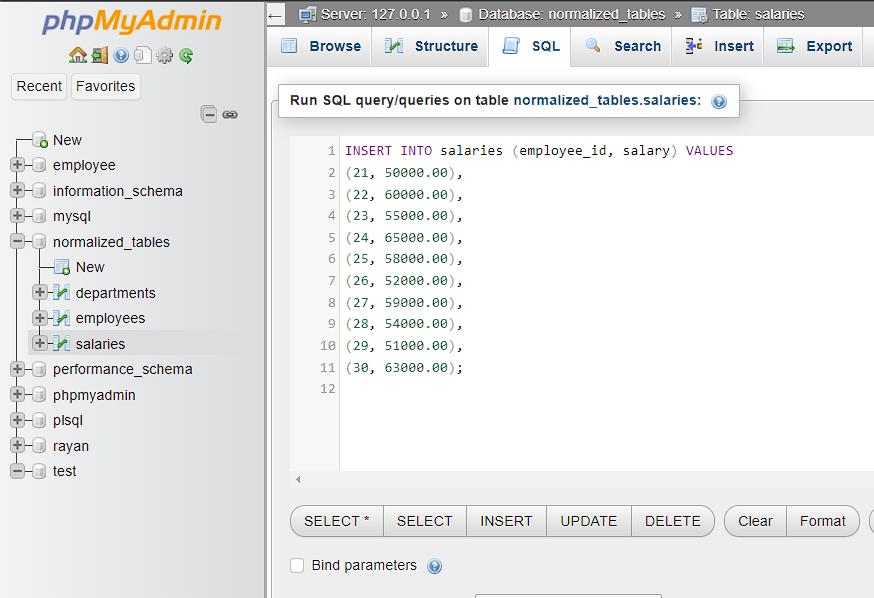 phpMyAdmin
Recent Favorites
New
employee
information_schema
mysql
normalized_tables
New
departments
employees
salaries
performance_schema
phpmyadmin
plsql
rayan
test
← Server: 127.0.0.1 » Database: normalized_tables » Table: salaries
Browse Structure SQL Search Insert Export
Run SQL query/queries on table normalized_tables.salaries:
1 INSERT INTO salaries (employee_id, salary) VALUES
2 (21, 50000.00),
3 (22, 60000.00),
4 (23, 55000.00),
5 (24, 65000.00),
6 (25, 58000.00),
7 (26, 52000.00),
8 (27, 59000.00),
9 (28, 54000.00),
10 (29, 51000.00),
11 (30, 63000.00);
12
SELECT * SELECT INSERT UPDATE DELETE Clear Format
Bind parameters